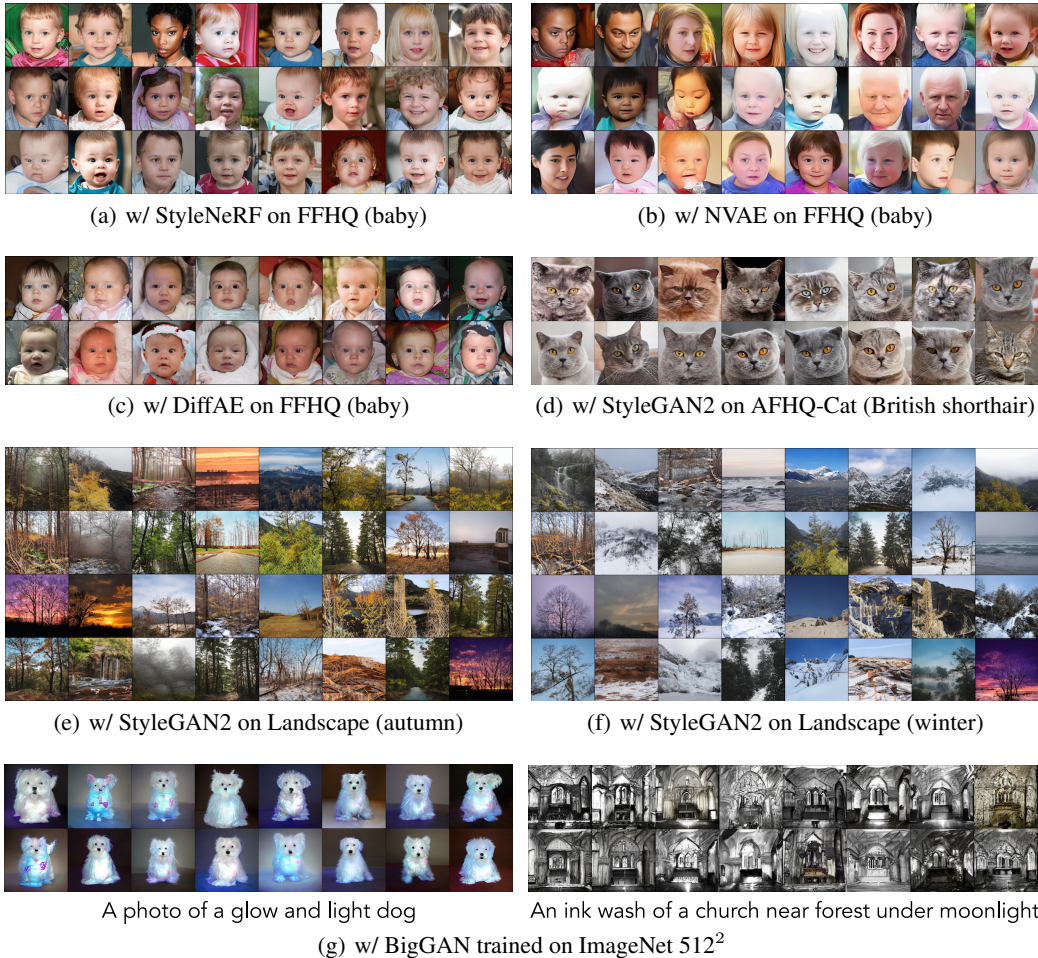 (a) w/ StyleNeRF on FFHQ (baby)
(b) w/ NVAE on FFHQ (baby)
(c) w/ DiffAE on FFHQ (baby)
(d) w/ StyleGAN2 on AFHQ-Cat (British shorthair)
(e) w/ StyleGAN2 on Landscape (autumn)
(f) w/ StyleGAN2 on Landscape (winter)
A photo of a glow and light dog
An ink wash of a church near forest under moonlight
(g) w/ BigGAN trained on ImageNet 512²